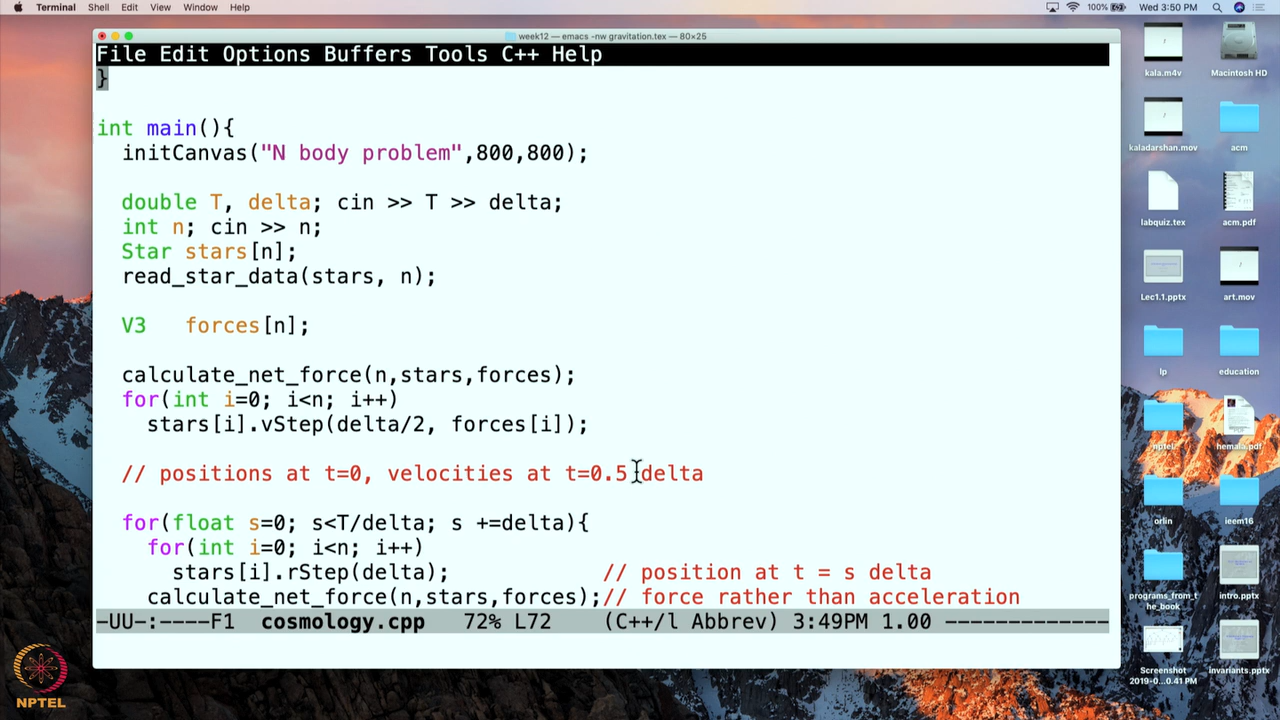 Terminal Shell Edit View Window Help
100% Wed 3:50 PM
week12 — emacs -nw gravitation.tex — 80×25
File Edit Options Buffers Tools C++ Help
}
int main(){
initCanvas("N body problem",800,800);
double T, delta; cin >> T >> delta;
int n; cin >> n;
Star stars[n];
read_star_data(stars, n);
V3 forces[n];
calculate_net_force(n,stars,forces);
for(int i=0; i<n; i++)
stars[i].vStep(delta/2, forces[i]);
// positions at t=0, velocities at t=0.5 delta
for(float s=0; s<T/delta; s +=delta){
for(int i=0; i<n; i++)
stars[i].rStep(delta); // position at t = s delta
calculate_net_force(n,stars,forces);// force rather than acceleration
-UU-:----F1 cosmology.cpp 72% L72 (C++/l Abbrev) 3:49PM 1.00 -------------
kala.m4v Macintosh HD
kaladarshan.mov acm
labquiz.tex acm.pdf
Lec1.1.pptx art.mov
lp education
nptel hemala.pdf
orlin ieem16
programs_from_the_book intro.pptx
Screenshot 2019-0...0.41 PM invariants.pptx
NPTEL